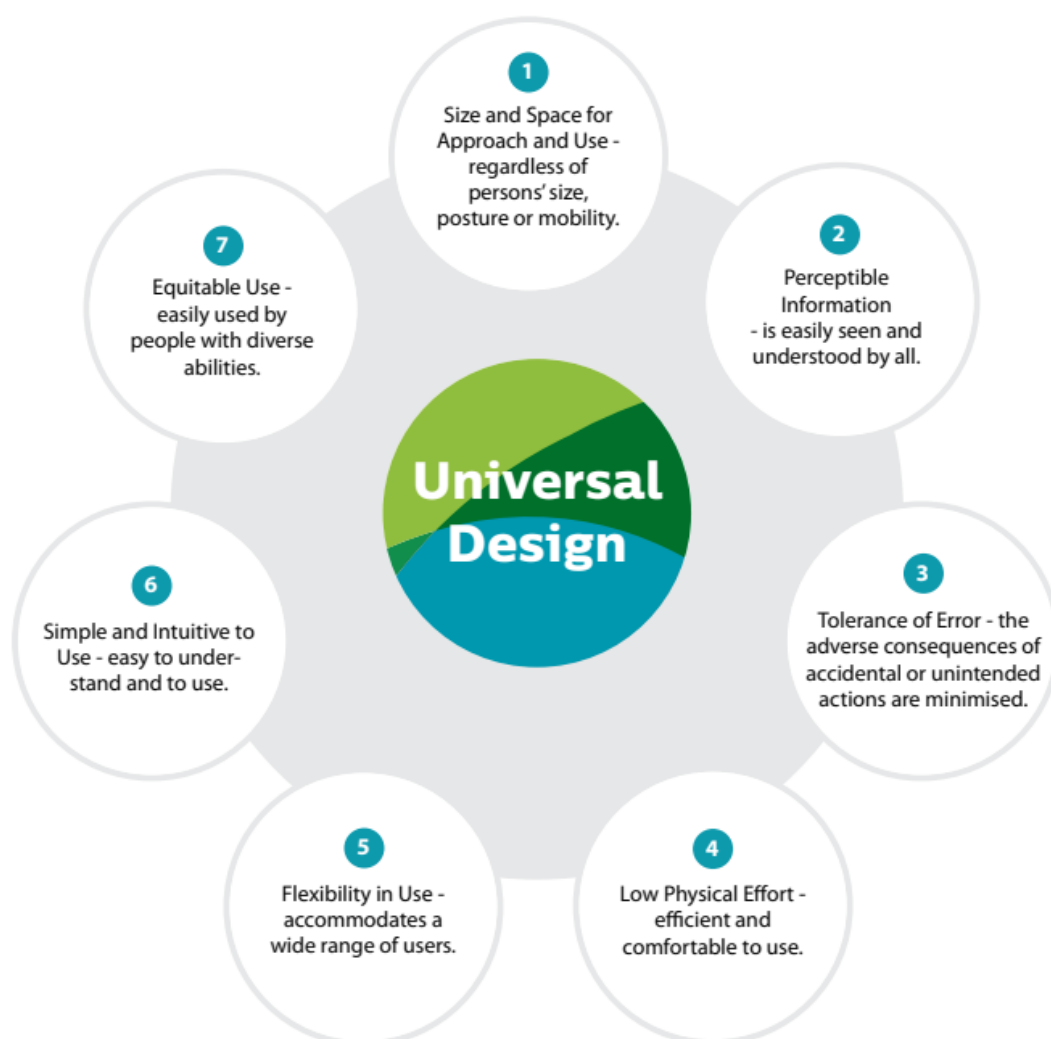 1
Size and Space for
Approach and Use -
regardless of
persons’ size,
posture or mobility.
2
Perceptible
Information
- is easily seen and
understood by all.
3
Tolerance of Error - the
adverse consequences of
accidental or unintended
actions are minimised.
4
Low Physical Effort -
efficient and
comfortable to use.
5
Flexibility in Use -
accommodates a
wide range of users.
6
Simple and Intuitive to
Use - easy to under-
stand and to use.
7
Equitable Use -
easily used by
people with diverse
abilities.
Universal
Design